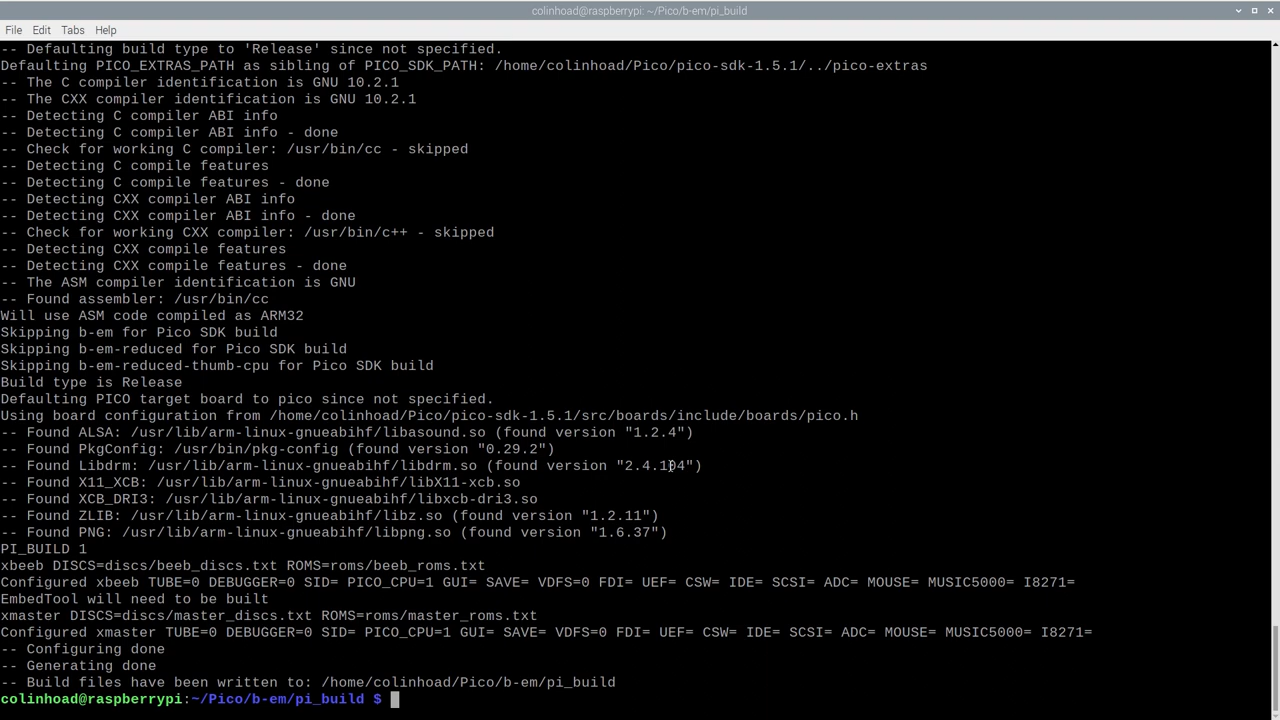 colinhoad@raspberrypi: ~/Pico/b-em/pi_build
File Edit Tabs Help
-- Defaulting build type to 'Release' since not specified.
Defaulting PICO_EXTRAS_PATH as sibling of PICO_SDK_PATH: /home/colinhoad/Pico/pico-sdk-1.5.1/../pico-extras
-- The C compiler identification is GNU 10.2.1
-- The CXX compiler identification is GNU 10.2.1
-- Detecting C compiler ABI info
-- Detecting C compiler ABI info - done
-- Check for working C compiler: /usr/bin/cc - skipped
-- Detecting C compile features
-- Detecting C compile features - done
-- Detecting CXX compiler ABI info
-- Detecting CXX compiler ABI info - done
-- Check for working CXX compiler: /usr/bin/c++ - skipped
-- Detecting CXX compile features
-- Detecting CXX compile features - done
-- The ASM compiler identification is GNU
-- Found assembler: /usr/bin/cc
Will use ASM code compiled as ARM32
Skipping b-em for Pico SDK build
Skipping b-em-reduced for Pico SDK build
Skipping b-em-reduced-thumb-cpu for Pico SDK build
Build type is Release
Defaulting PICO target board to pico since not specified.
Using board configuration from /home/colinhoad/Pico/pico-sdk-1.5.1/src/boards/include/boards/pico.h
-- Found ALSA: /usr/lib/arm-linux-gnueabihf/libasound.so (found version "1.2.4")
-- Found PkgConfig: /usr/bin/pkg-config (found version "0.29.2")
-- Found Libdrm: /usr/lib/arm-linux-gnueabihf/libdrm.so (found version "2.4.104")
-- Found X11_XCB: /usr/lib/arm-linux-gnueabihf/libX11-xcb.so
-- Found XCB_DRI3: /usr/lib/arm-linux-gnueabihf/libxcb-dri3.so
-- Found ZLIB: /usr/lib/arm-linux-gnueabihf/libz.so (found version "1.2.11")
-- Found PNG: /usr/lib/arm-linux-gnueabihf/libpng.so (found version "1.6.37")
PI_BUILD 1
xbeeb DISCS=discs/beeb_discs.txt ROMS=roms/beeb_roms.txt
Configured xbeeb TUBE=0 DEBUGGER=0 SID= PICO_CPU=1 GUI= SAVE= VDFS=0 FDI= UEF= CSW= IDE= SCSI= ADC= MOUSE= MUSIC5000= I8271=
EmbedTool will need to be built
xmaster DISCS=discs/master_discs.txt ROMS=roms/master_roms.txt
Configured xmaster TUBE=0 DEBUGGER=0 SID= PICO_CPU=1 GUI= SAVE= VDFS=0 FDI= UEF= CSW= IDE= SCSI= ADC= MOUSE= MUSIC5000= I8271=
-- Configuring done
-- Generating done
-- Build files have been written to: /home/colinhoad/Pico/b-em/pi_build
colinhoad@raspberrypi:~/Pico/b-em/pi_build $